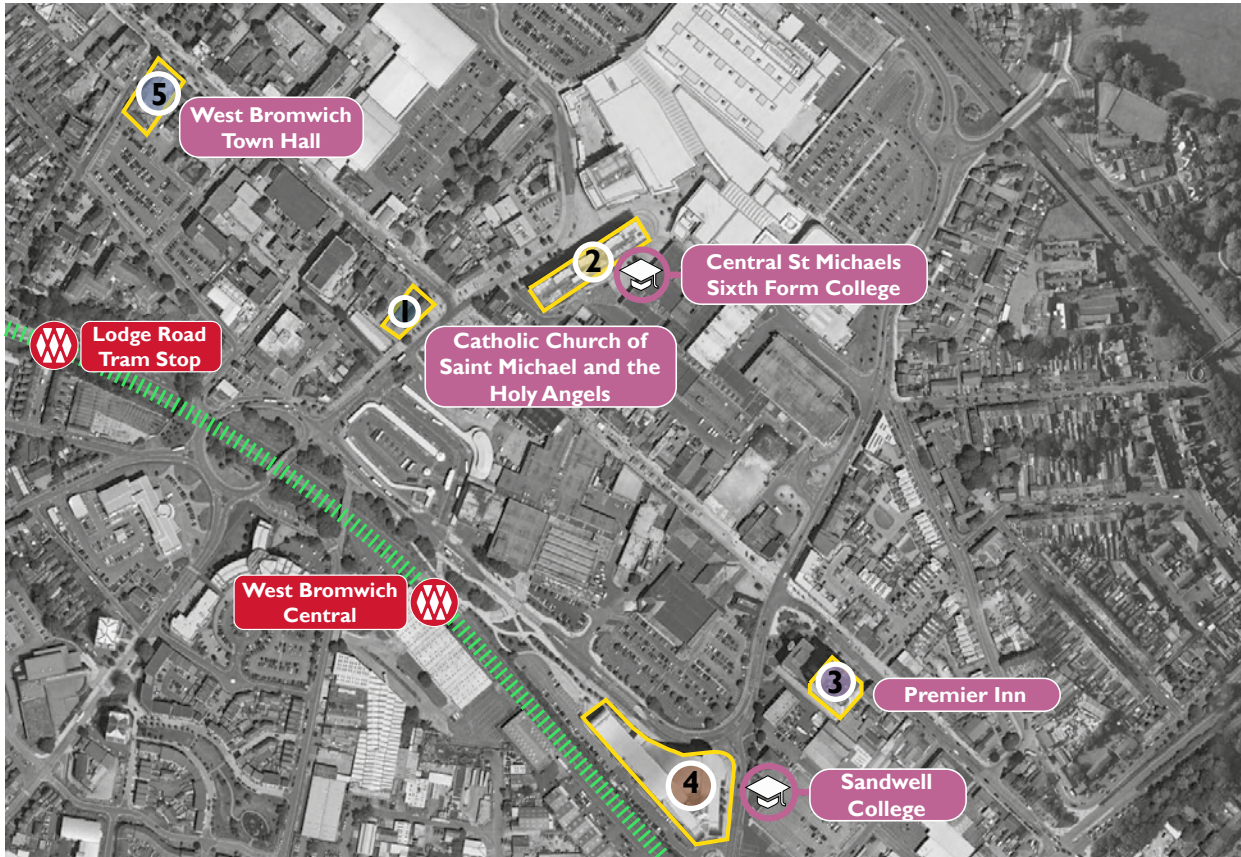 5
West Bromwich
Town Hall
2
Central St Michaels
Sixth Form College
1
Lodge Road
Tram Stop
Catholic Church of
Saint Michael and the
Holy Angels
West Bromwich
Central
3
Premier Inn
4
Sandwell
College